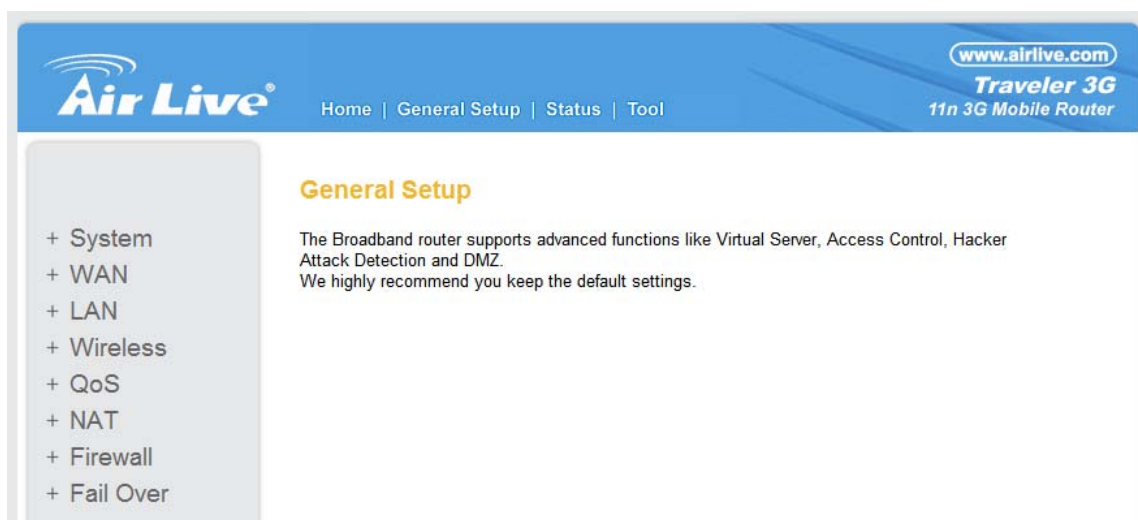 www.airlive.com
Air Live®
Traveler 3G
Home | General Setup | Status | Tool
11n 3G Mobile Router
General Setup
+ System
The Broadband router supports advanced functions like Virtual Server, Access Control, Hacker
Attack Detection and DMZ.
We highly recommend you keep the default settings.
+ WAN
+ LAN
+ Wireless
+ QoS
+ NAT
+ Firewall
+ Fail Over